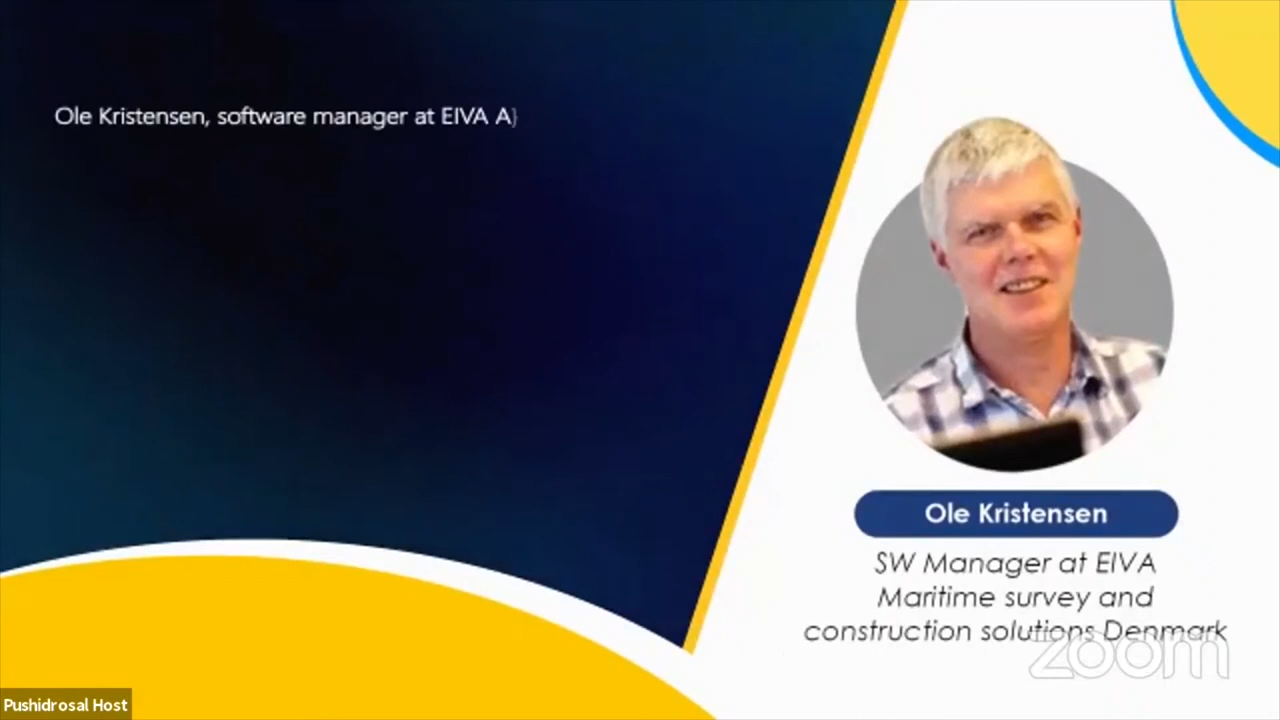 Ole Kristensen, software manager at EIVA A
Ole Kristensen
SW Manager at EIVA
Maritime survey and
construction solutions Denmark
zoom
Pushidrosal Host